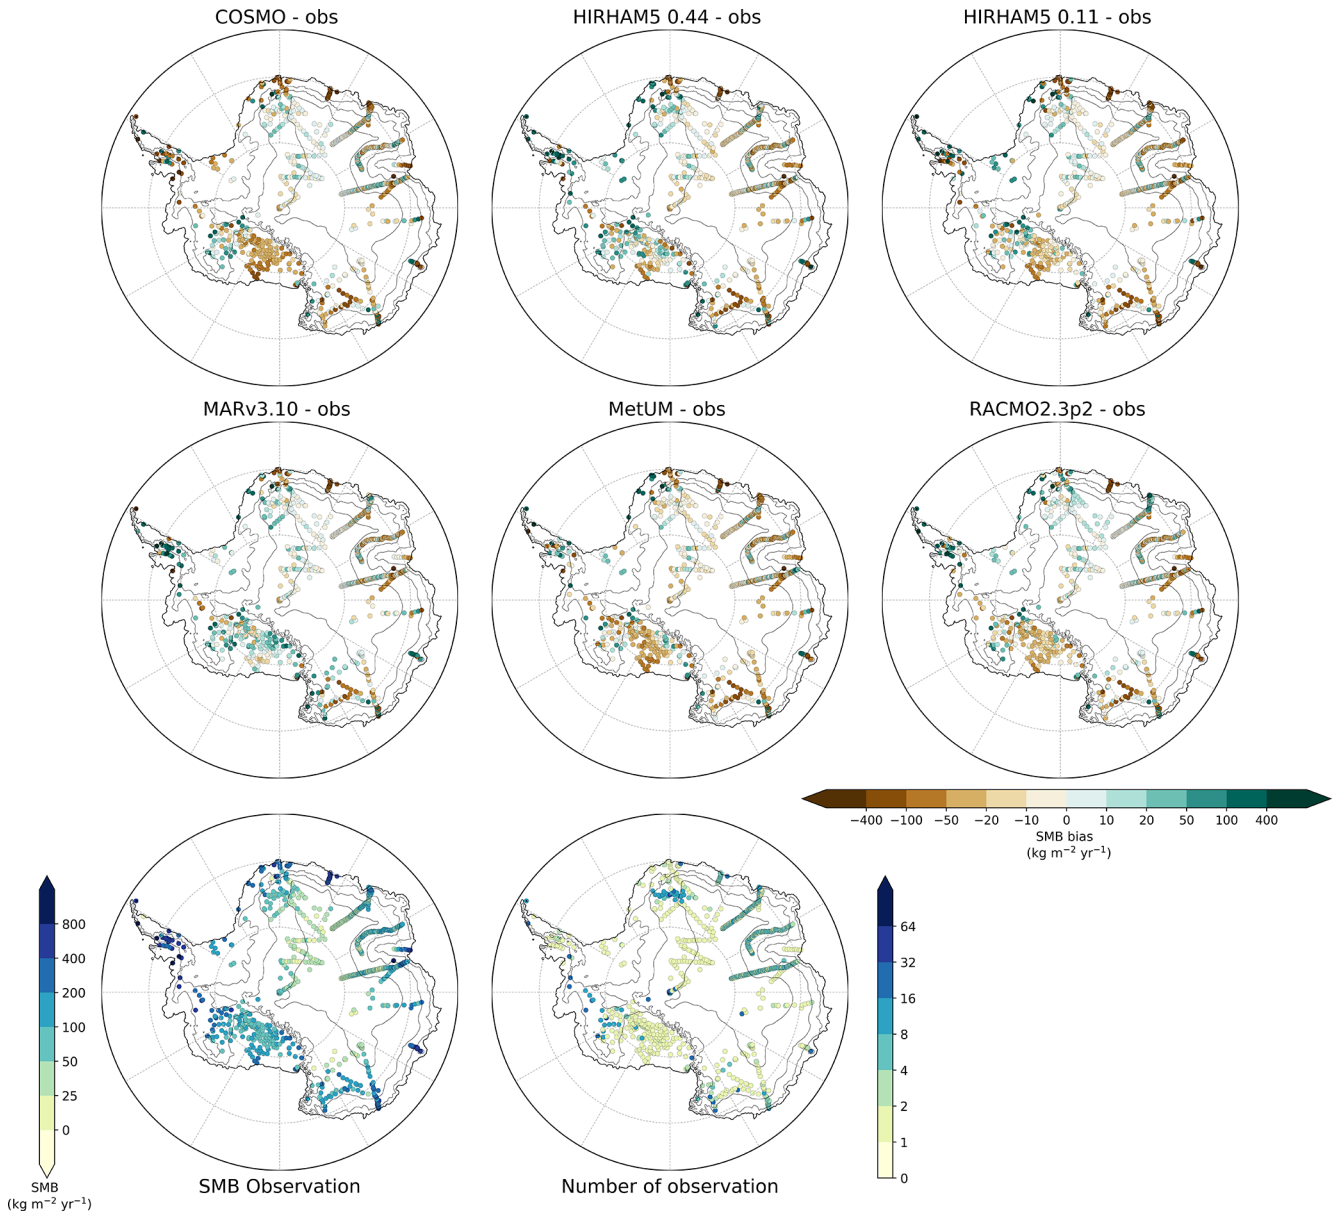 COSMO - obs
HIRHAM5 0.44 - obs
HIRHAM5 0.11 - obs
MARv3.10 - obs
MetUM - obs
RACMO2.3p2 - obs
−400 −100 −50 −20 −10 0 10 20 50 100 400
SMB bias
(kg m⁻² yr⁻¹)
800
400
200
100
50
25
0
SMB
(kg m⁻² yr⁻¹)
SMB Observation
Number of observation
64
32
16
8
4
2
1
0